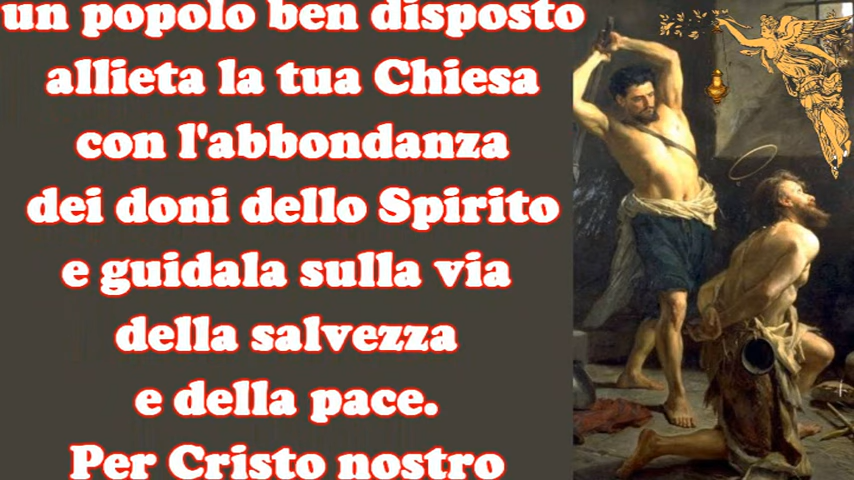 un popolo ben disposto
allieta la tua Chiesa
con l'abbondanza
dei doni dello Spirito
e guidala sulla via
della salvezza
e della pace.
Per Cristo nostro